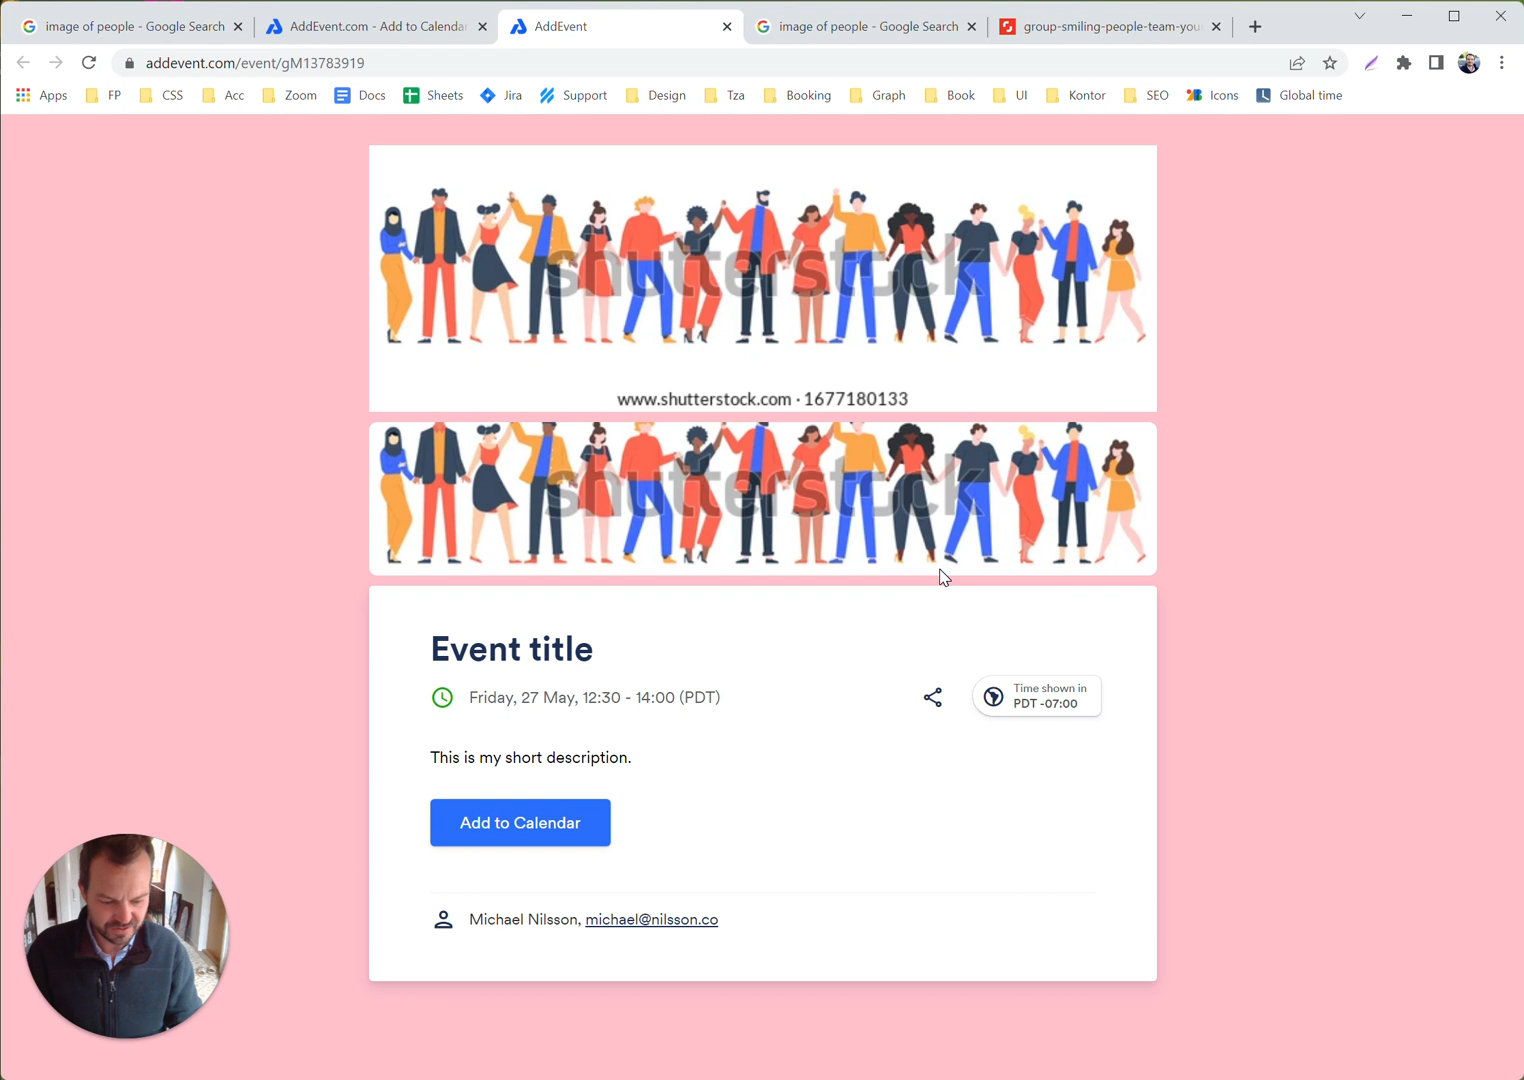 image of people - Google Search
AddEvent.com - Add to Calendar
AddEvent
image of people - Google Search
group-smiling-people-team-you
addevent.com/event/gM13783919
Apps
FP
CSS
Acc
Zoom
Docs
Sheets
Jira
Support
Design
Tza
Booking
Graph
Book
UI
Kontor
SEO
Icons
Global time
shutterstock
www.shutterstock.com · 1677180133
shutterstock
Event title
Friday, 27 May, 12:30 - 14:00 (PDT)
Time shown in
PDT -07:00
This is my short description.
Add to Calendar
Michael Nilsson, michael@nilsson.co